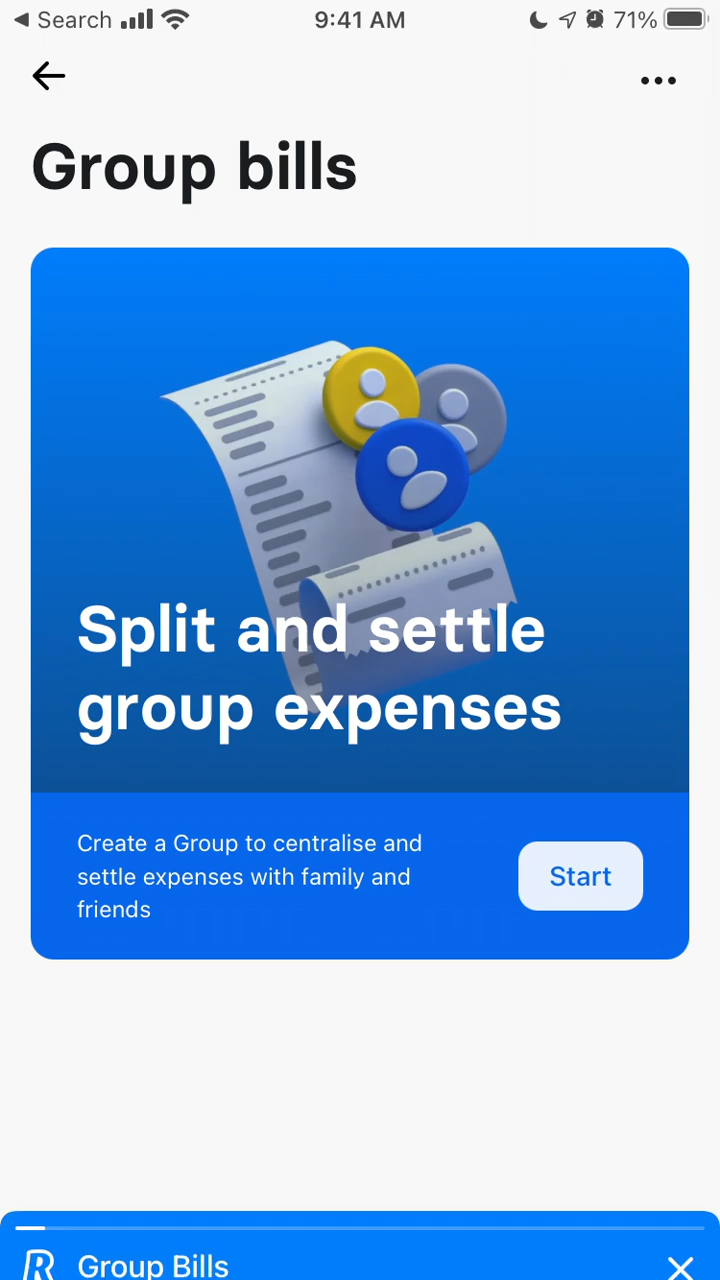 Search
9:41 AM
71%
Group bills
Split and settle
group expenses
Create a Group to centralise and
settle expenses with family and
friends
Start
R Group Bills